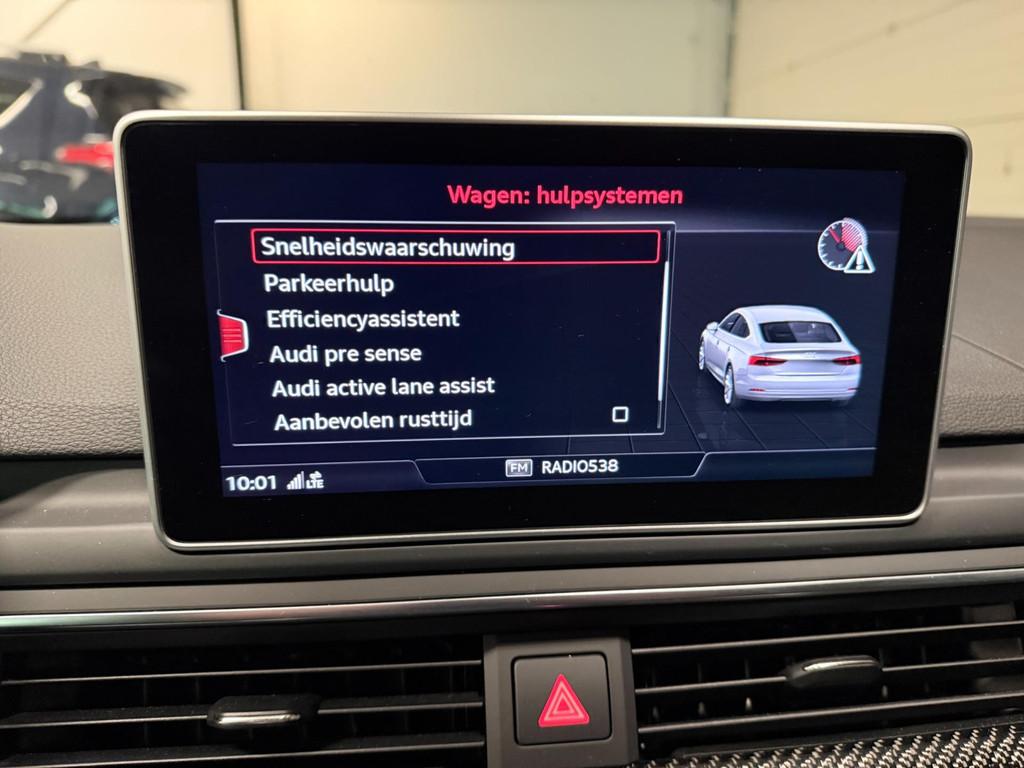 Wagen: hulpsystemen
Snelheidswaarschuwing
Parkeerhulp
Efficiencyassistent
Audi pre sense
Audi active lane assist
Aanbevolen rusttijd
10:01 LTE
FM RADIO538